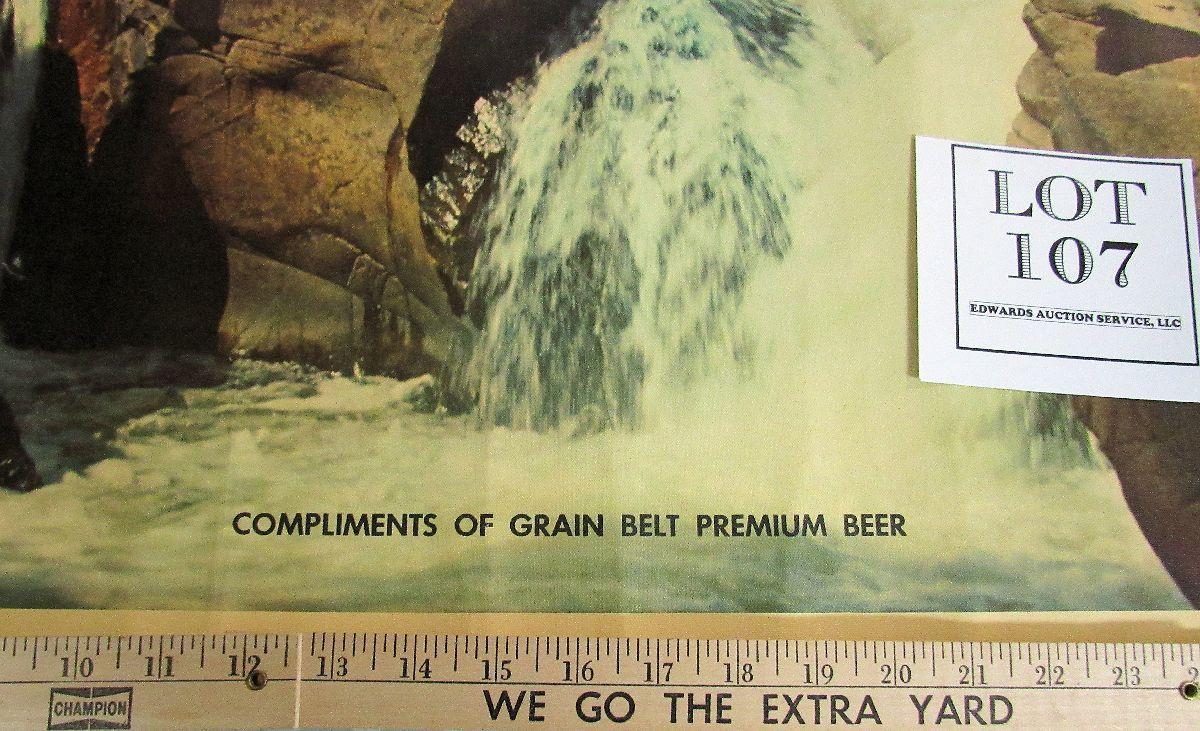 LOT
107
EDWARDS AUCTION SERVICE, LLC
COMPLIMENTS OF GRAIN BELT PREMIUM BEER
10 11 12 13 14 15 16 17 18 19 20 21 22 23 2
CHAMPION
WE GO THE EXTRA YARD